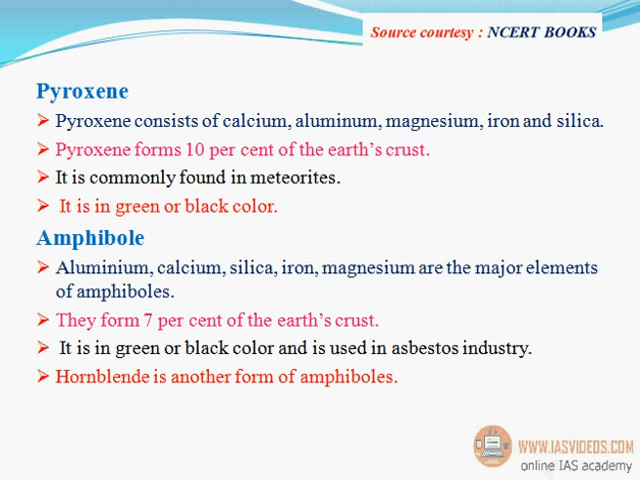 Source courtesy : NCERT BOOKS
Pyroxene
Pyroxene consists of calcium, aluminum, magnesium, iron and silica.
Pyroxene forms 10 per cent of the earth's crust.
It is commonly found in meteorites.
It is in green or black color.
Amphibole
Aluminium, calcium, silica, iron, magnesium are the major elements
of amphiboles.
They form 7 per cent of the earth's crust.
It is in green or black color and is used in asbestos industry.
Hornblende is another form of amphiboles.
WWW.IASVIDEOS.COM
online IAS academy